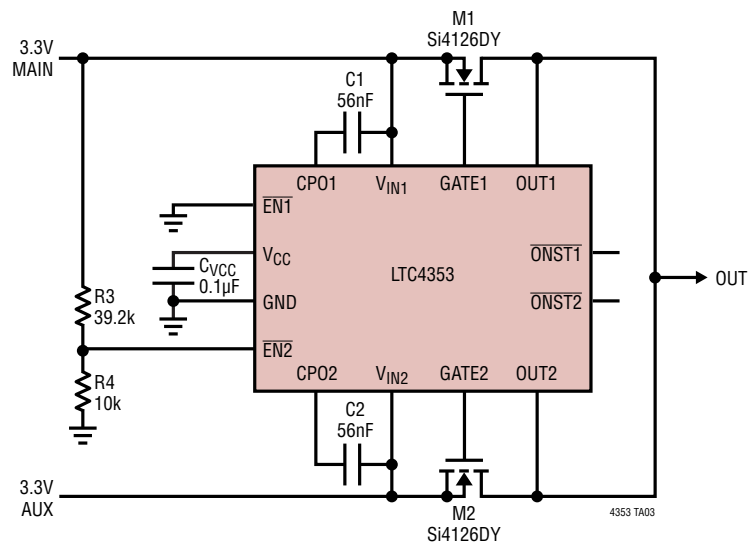 M1
Si4126DY
3.3V
MAIN
C1
56nF
CPO1
VIN1
GATE1
OUT1
EN1
VCC
CVCC
0.1µF
LTC4353
ONST1
OUT
R3
39.2k
GND
ONST2
EN2
R4
10k
CPO2
VIN2
GATE2
OUT2
C2
56nF
3.3V
AUX
M2
Si4126DY
4353 TA03